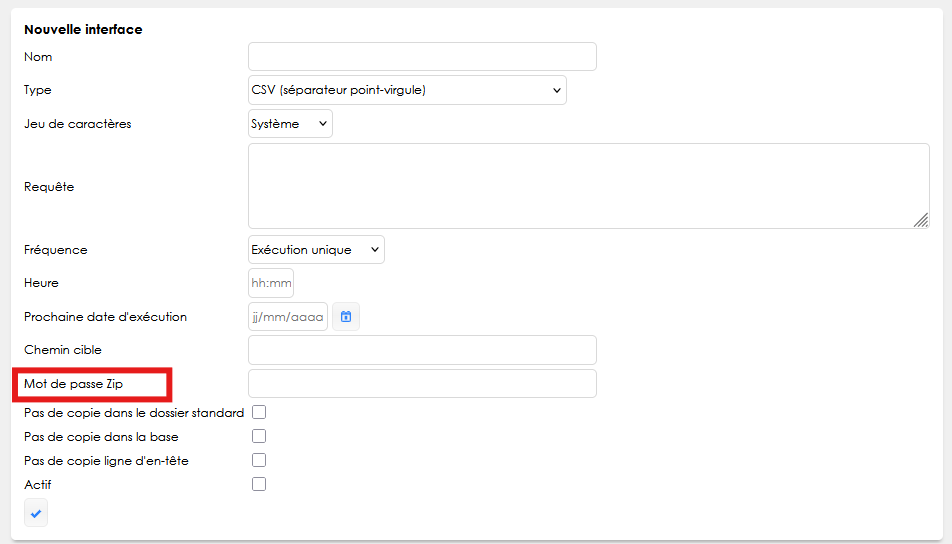 Nouvelle interface
Nom
Type CSV (séparateur point-virgule)
Jeu de caractères Système
Requête
Fréquence Exécution unique
Heure hh:mm
Prochaine date d'exécution jj/mm/aaaa
Chemin cible
Mot de passe Zip
Pas de copie dans le dossier standard
Pas de copie dans la base
Pas de copie ligne d'en-tête
Actif